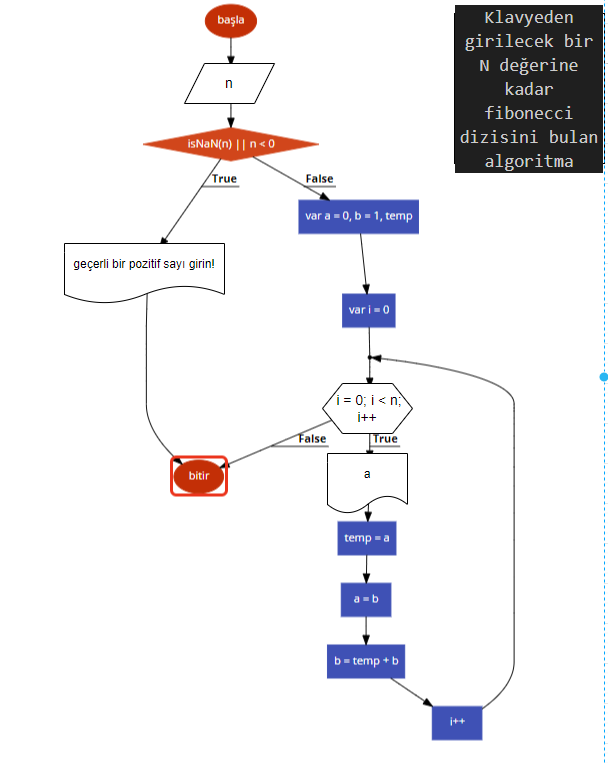 başla
Klavyeden
girilecek bir
N değerine
kadar
fibonecci
dizisini bulan
algoritma
n
isNaN(n) || n < 0
True
False
var a = 0, b = 1, temp
geçerli bir pozitif sayı girin!
var i = 0
i = 0; i < n;
i++
False
True
bitir
a
temp = a
a = b
b = temp + b
i++